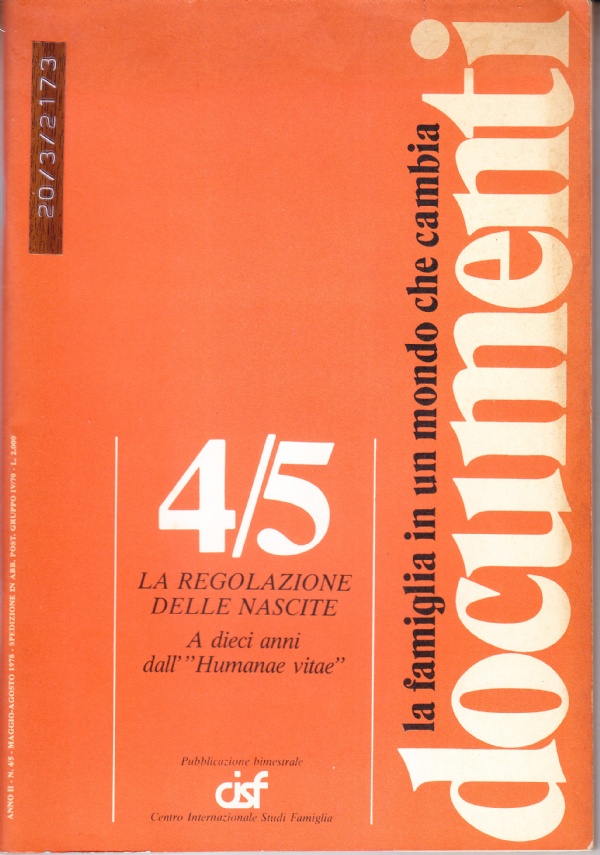 20/3/2173
documenti
la famiglia in un mondo che cambia
4/5
LA REGOLAZIONE
DELLE NASCITE
A dieci anni
dall'"Humanae vitae"
Pubblicazione bimestrale
cisf
Centro Internazionale Studi Famiglia
ANNO II - N. 4/5 - MAGGIO-AGOSTO 1978 - SPEDIZIONE IN ABB. POST. GRUPPO IV/70 - L. 2.000